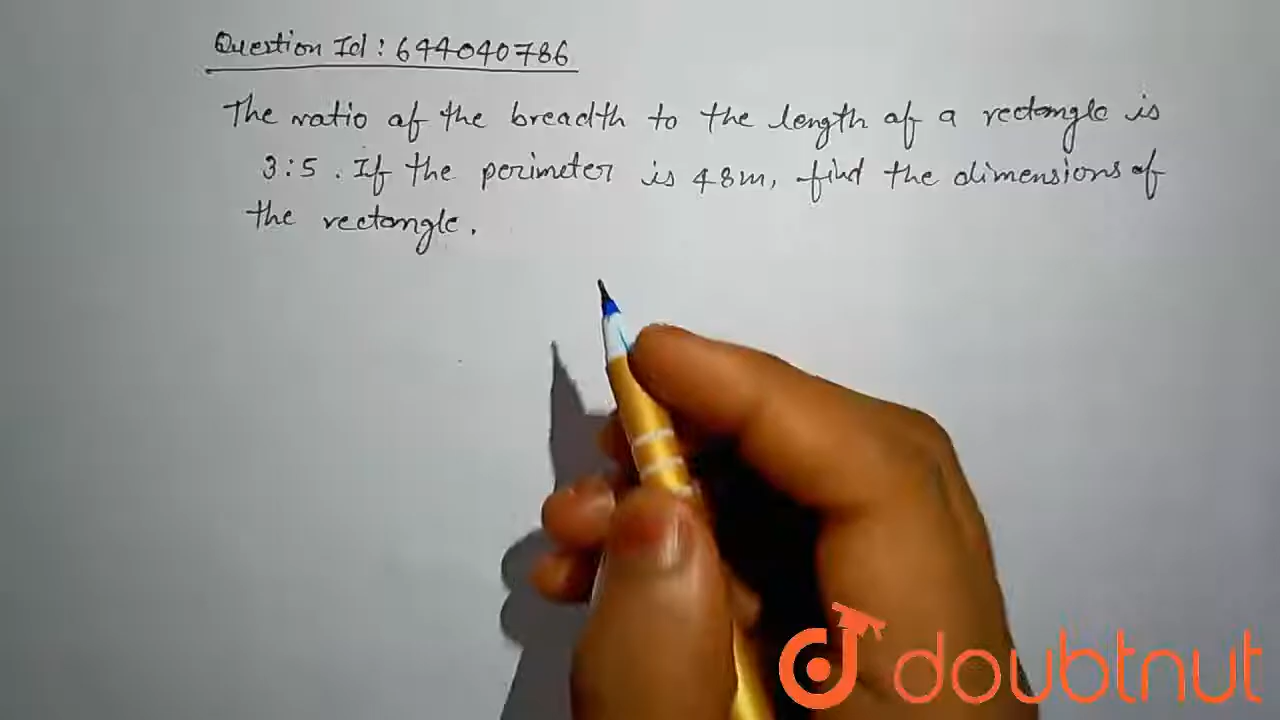 Question Id : 644040786
The ratio of the breadth to the length of a rectangle is
3:5 . If the perimeter is 48m, find the dimensions of
the rectangle.
doubtnut